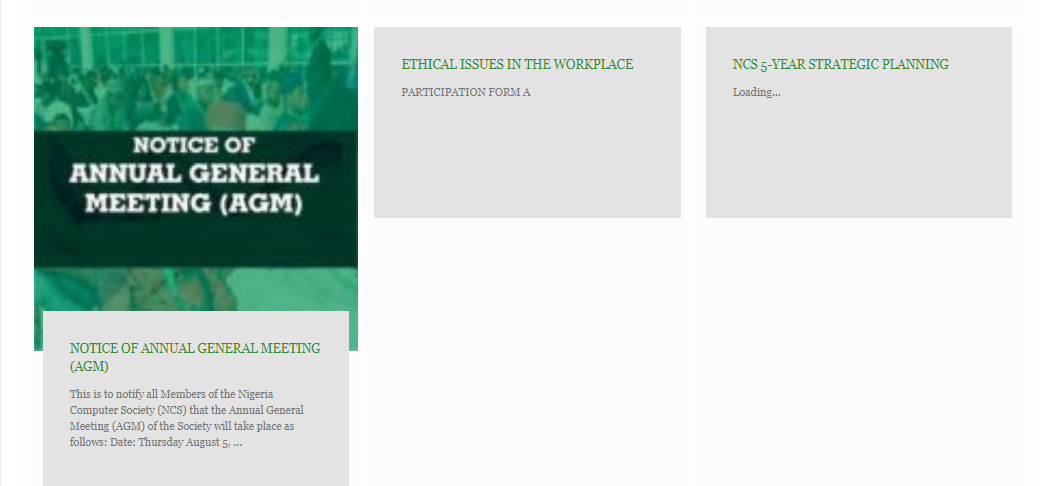 NOTICE OF
ANNUAL GENERAL
MEETING (AGM)
NOTICE OF ANNUAL GENERAL MEETING
(AGM)
This is to notify all Members of the Nigeria
Computer Society (NCS) that the Annual General
Meeting (AGM) of the Society will take place as
follows: Date: Thursday August 5, ...
ETHICAL ISSUES IN THE WORKPLACE
PARTICIPATION FORM A
NCS 5-YEAR STRATEGIC PLANNING
Loading...